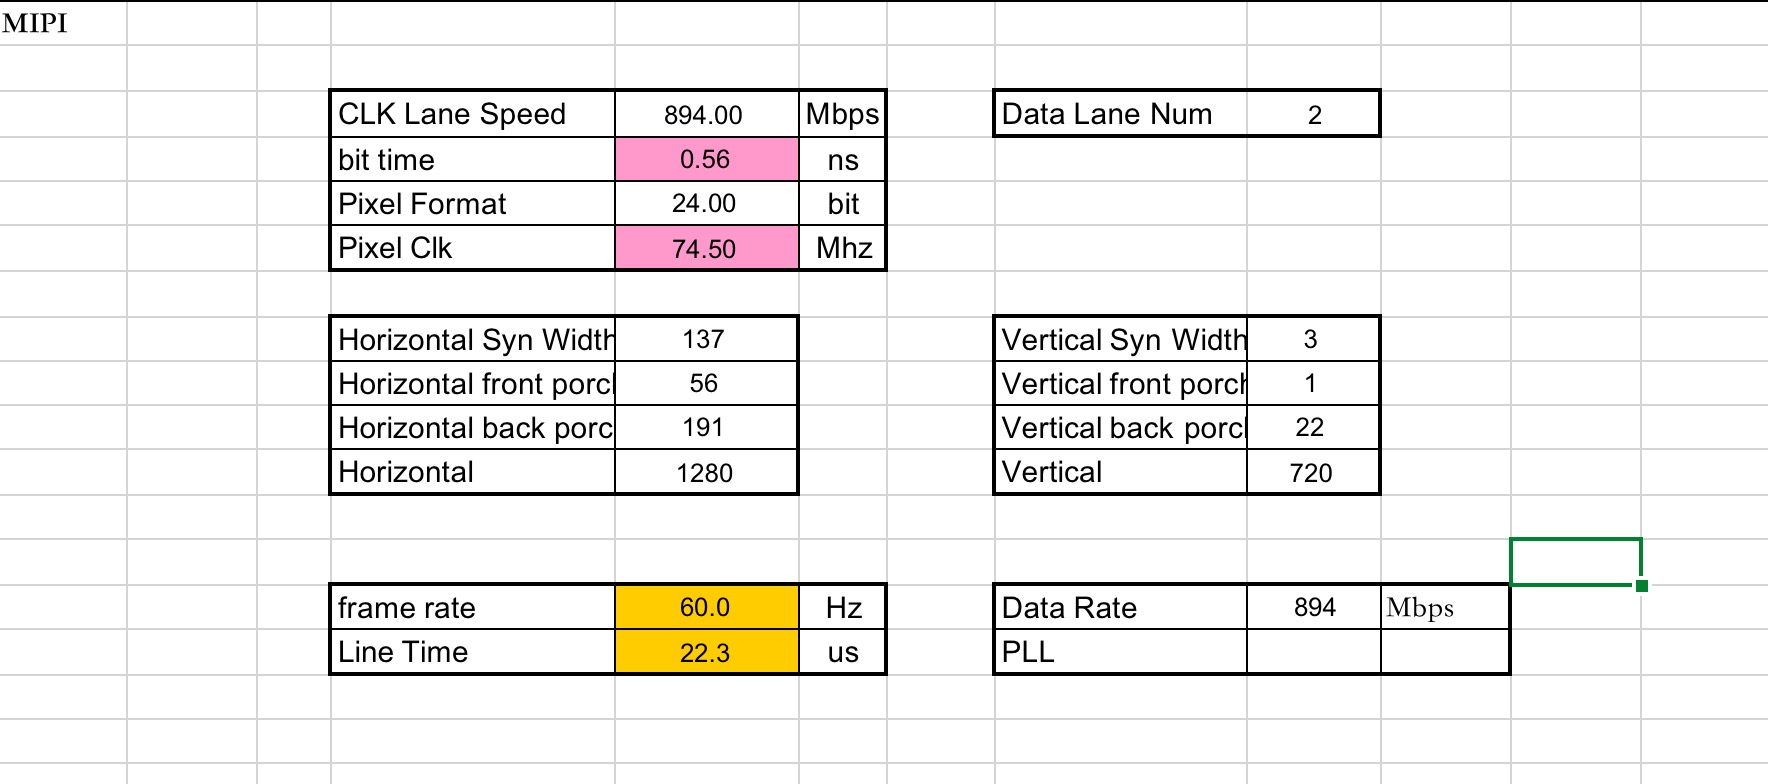 MIPI
CLK Lane Speed 894.00 Mbps Data Lane Num 2
bit time 0.56 ns
Pixel Format 24.00 bit
Pixel Clk 74.50 Mhz
Horizontal Syn Width 137 Vertical Syn Width 3
Horizontal front porc 56 Vertical front porch 1
Horizontal back porc 191 Vertical back porc 22
Horizontal 1280 Vertical 720
frame rate 60.0 Hz Data Rate 894 Mbps
Line Time 22.3 us PLL